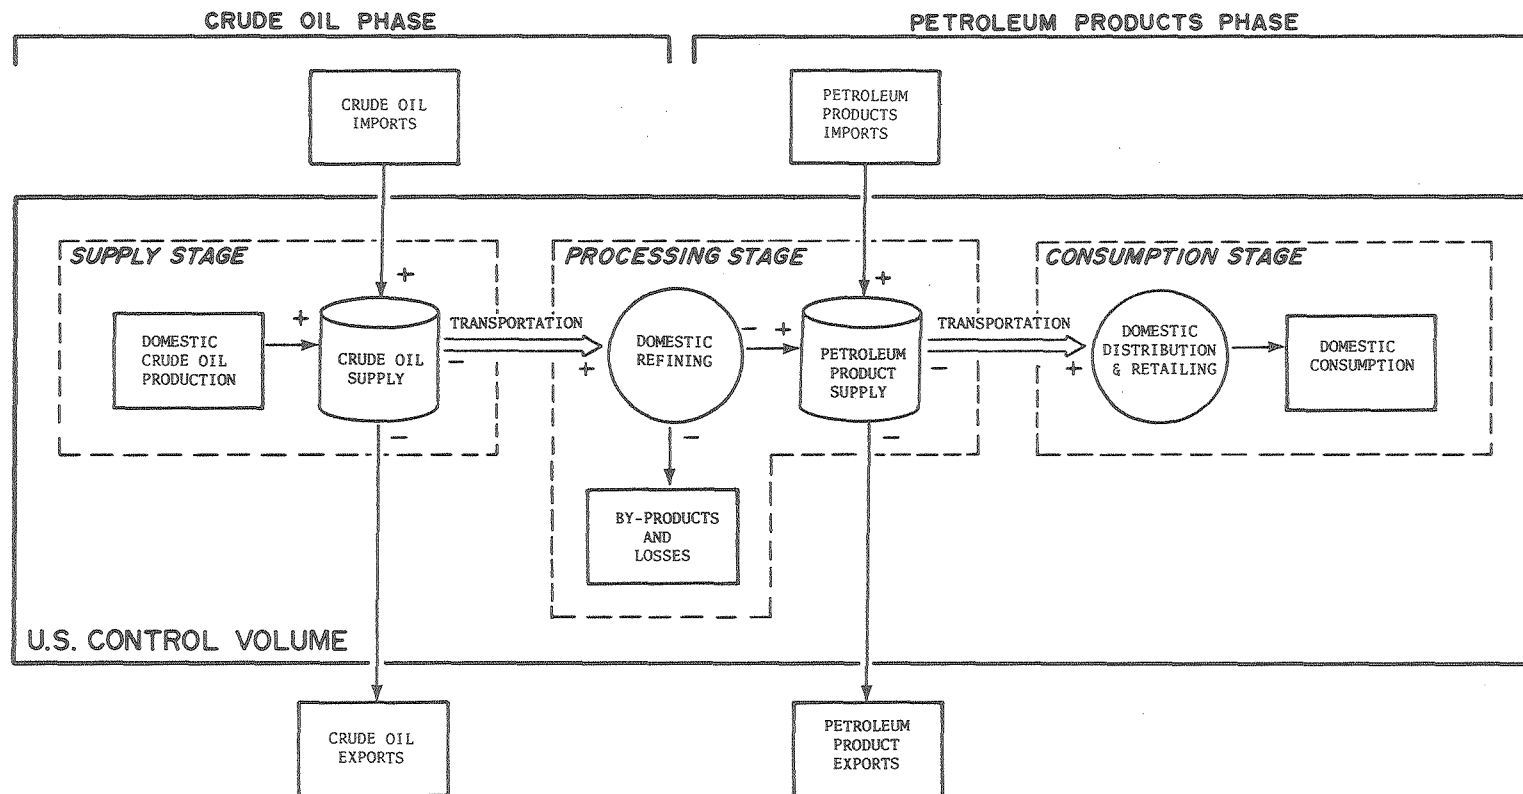 CRUDE OIL PHASE
PETROLEUM PRODUCTS PHASE
CRUDE OIL
IMPORTS
PETROLEUM
PRODUCTS
IMPORTS
SUPPLY STAGE
PROCESSING STAGE
CONSUMPTION STAGE
+
+
DOMESTIC
CRUDE OIL
PRODUCTION
+
CRUDE OIL
SUPPLY
TRANSPORTATION
−
+
DOMESTIC
REFINING
− +
PETROLEUM
PRODUCT
SUPPLY
TRANSPORTATION
−
+
DOMESTIC
DISTRIBUTION
& RETAILING
DOMESTIC
CONSUMPTION
−
−
−
BY-PRODUCTS
AND
LOSSES
U.S. CONTROL VOLUME
CRUDE OIL
EXPORTS
PETROLEUM
PRODUCT
EXPORTS